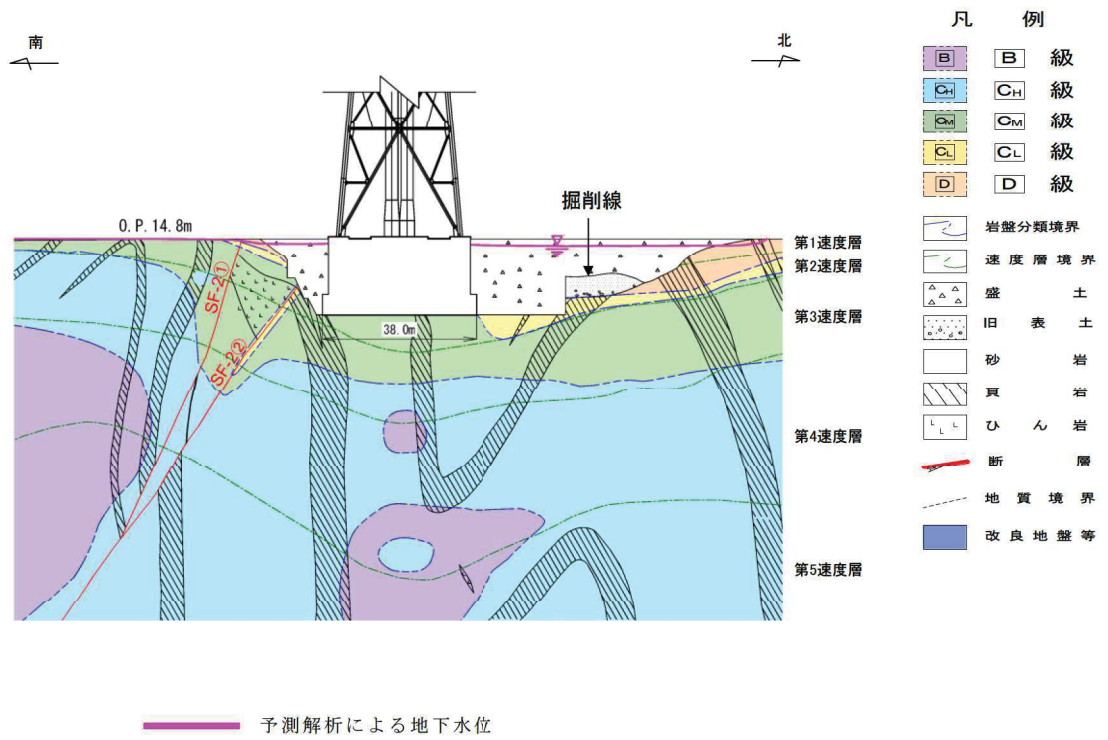 南
北
O.P.14.8m
掘削線
SF-2①
SF-2②
38.0m
第1速度層
第2速度層
第3速度層
第4速度層
第5速度層
凡 例
B B 級
CH CH 級
CM CM 級
CL CL 級
D D 級
岩盤分類境界
速度層境界
盛 土
旧表土
砂 岩
頁 岩
ひん岩
断 層
地質境界
改良地盤等
予測解析による地下水位